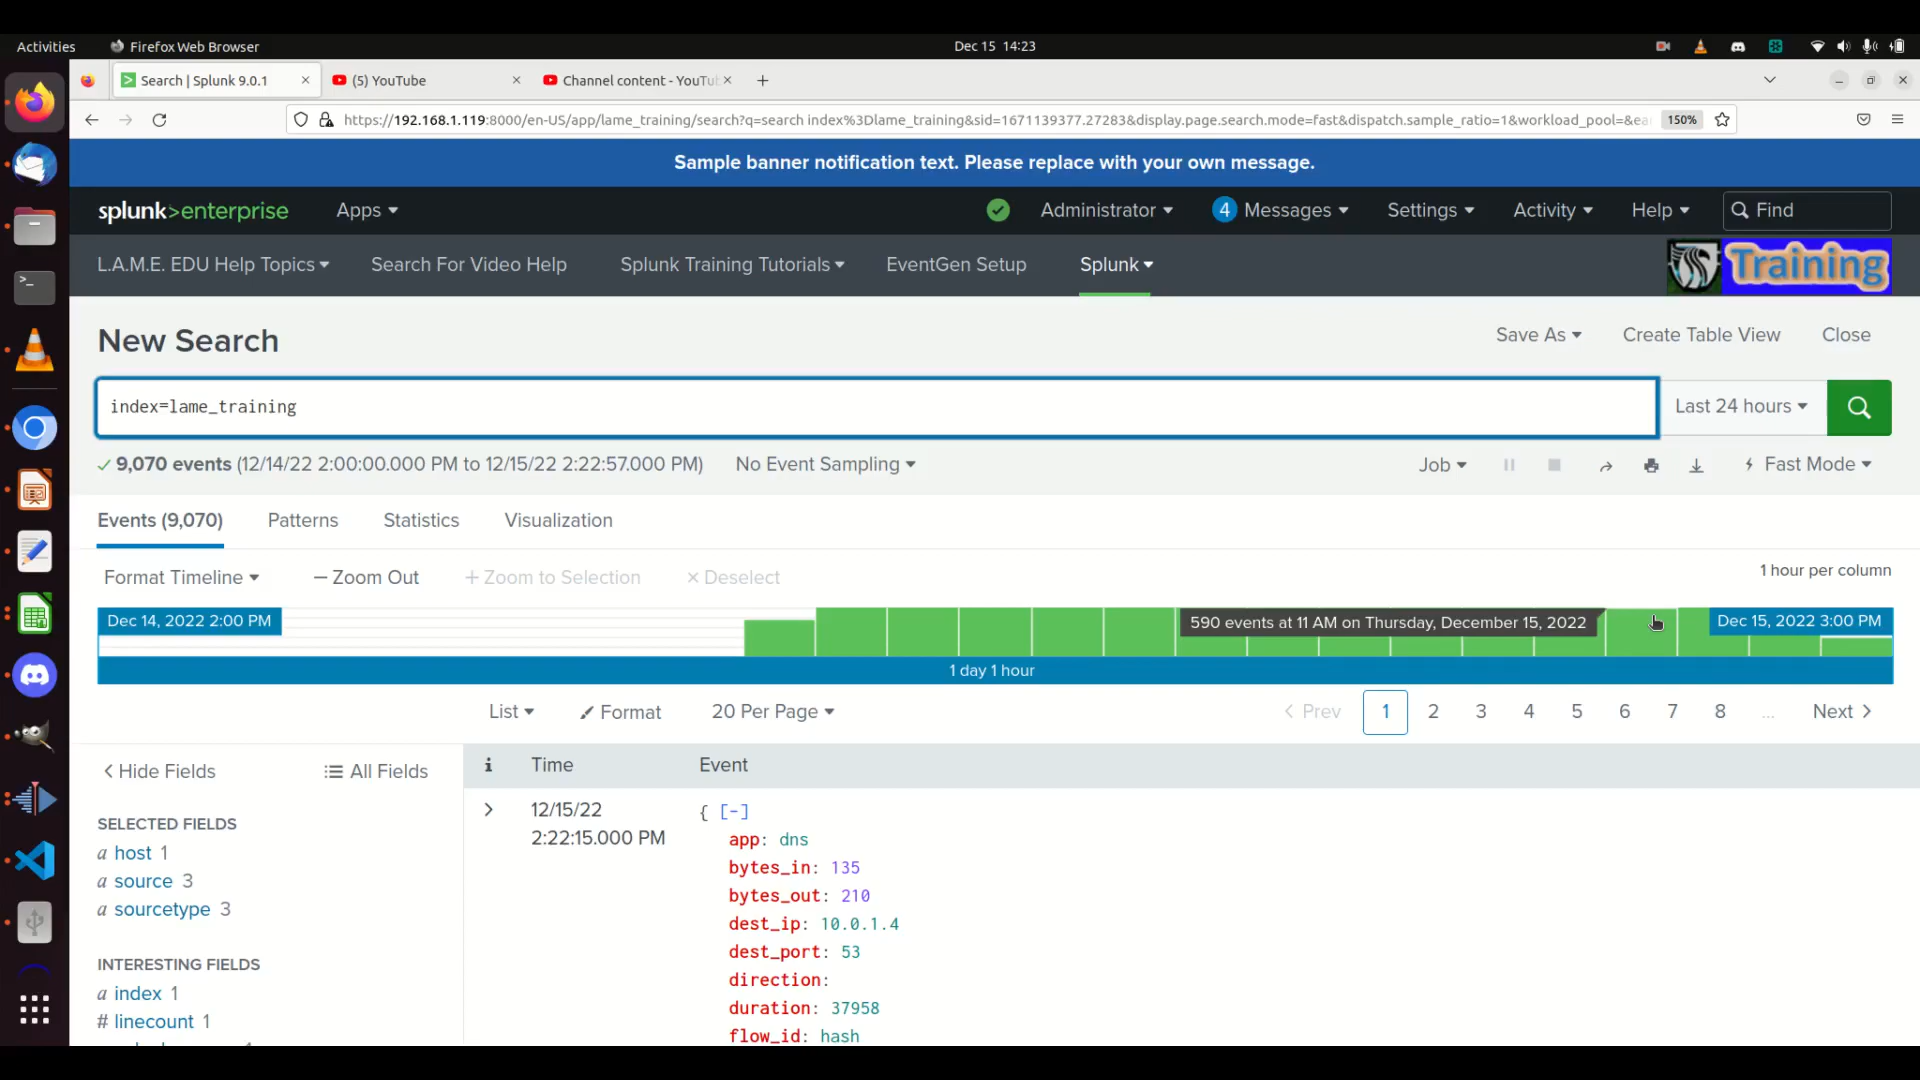 Activities
Firefox Web Browser
Dec 15 14:23
Search | Splunk 9.0.1
(5) YouTube
Channel content - YouTu
https://192.168.1.119:8000/en-US/app/lame_training/search?q=search index%3Dlame_training&sid=1671139377.27283&display.page.search.mode=fast&dispatch.sample_ratio=1&workload_pool=&ea
150%
Sample banner notification text. Please replace with your own message.
splunk>enterprise
Apps
Administrator
4 Messages
Settings
Activity
Help
Find
L.A.M.E. EDU Help Topics
Search For Video Help
Splunk Training Tutorials
EventGen Setup
Splunk
Training
New Search
Save As
Create Table View
Close
index=lame_training
Last 24 hours
9,070 events (12/14/22 2:00:00.000 PM to 12/15/22 2:22:57.000 PM)
No Event Sampling
Job
Fast Mode
Events (9,070)
Patterns
Statistics
Visualization
Format Timeline
— Zoom Out
+ Zoom to Selection
× Deselect
1 hour per column
Dec 14, 2022 2:00 PM
590 events at 11 AM on Thursday, December 15, 2022
Dec 15, 2022 3:00 PM
1 day 1 hour
List
Format
20 Per Page
< Prev
1
2
3
4
5
6
7
8
...
Next >
< Hide Fields
All Fields
i
Time
Event
SELECTED FIELDS
a host 1
a source 3
a sourcetype 3
INTERESTING FIELDS
a index 1
# linecount 1
> 12/15/22
2:22:15.000 PM
{ [-]
app: dns
bytes_in: 135
bytes_out: 210
dest_ip: 10.0.1.4
dest_port: 53
direction:
duration: 37958
flow_id: hash